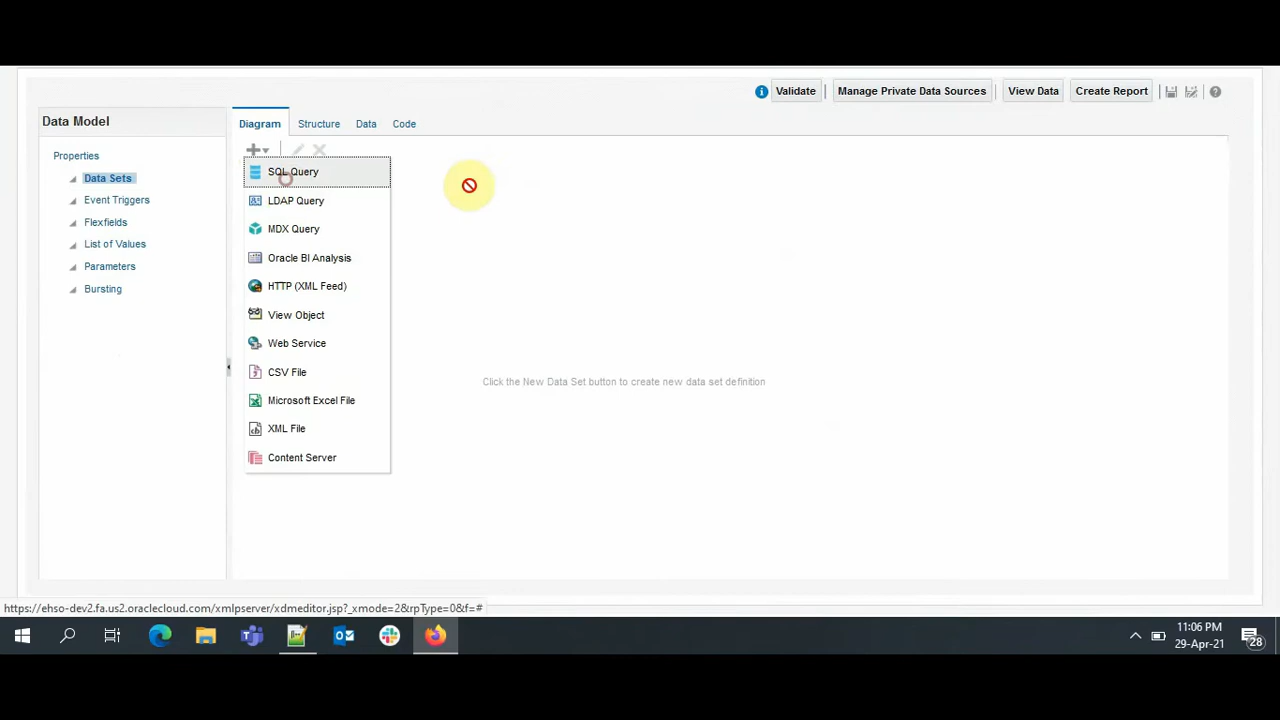 Validate Manage Private Data Sources View Data Create Report
Data Model
Diagram Structure Data Code
Properties
Data Sets
Event Triggers
Flexfields
List of Values
Parameters
Bursting
SQL Query
LDAP Query
MDX Query
Oracle BI Analysis
HTTP (XML Feed)
View Object
Web Service
CSV File
Microsoft Excel File
XML File
Content Server
Click the New Data Set button to create new data set definition
https://ehso-dev2.fa.us2.oraclecloud.com/xmlpserver/xdmeditor.jsp?_xmode=2&rpType=0&f=#
11:06 PM
29-Apr-21
28